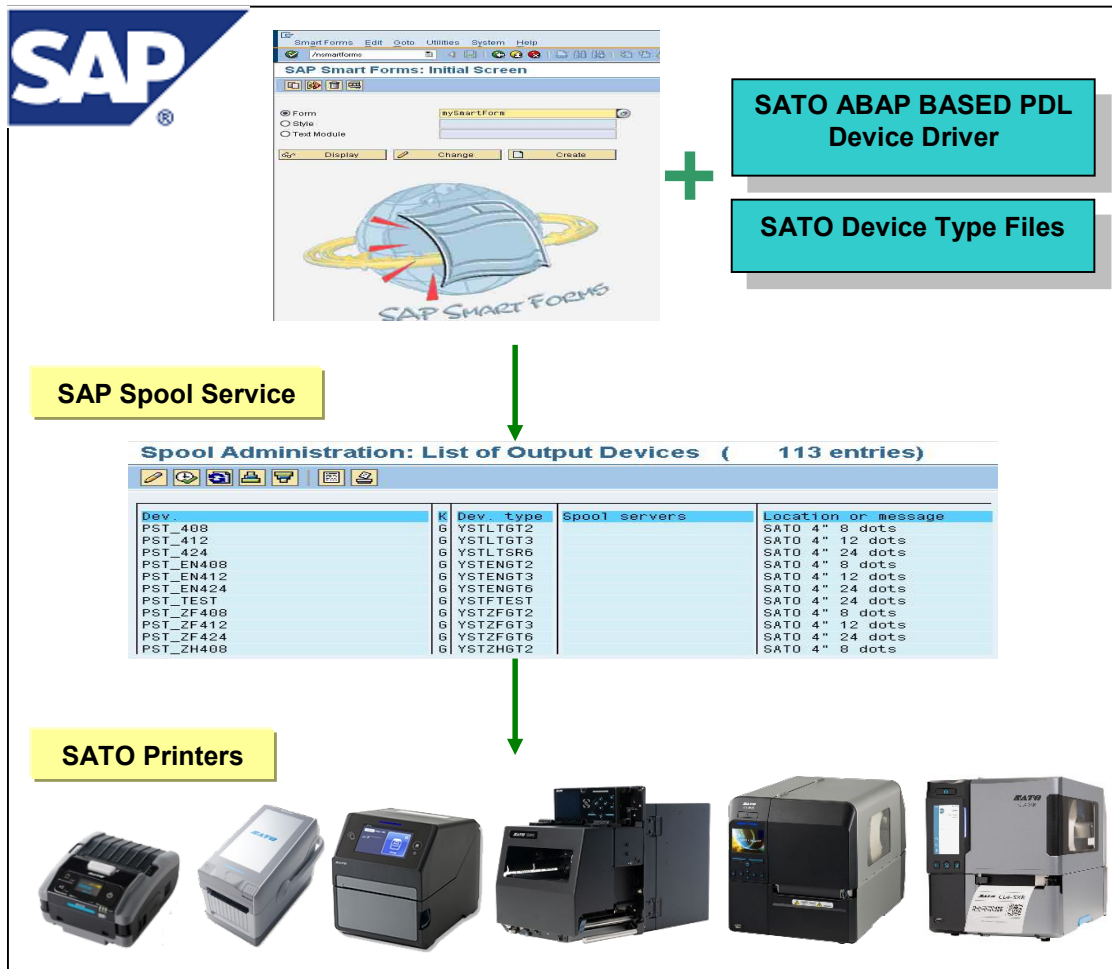 SAP
®
Smart Forms Edit Goto Utilities System Help
/nsmartforms
SAP Smart Forms: Initial Screen
Form mySmartForm
Style
Text Module
Display Change Create
SAP SMART FORMS
SATO ABAP BASED PDL
Device Driver
SATO Device Type Files
SAP Spool Service
Spool Administration: List of Output Devices ( 113 entries)
Dev. K Dev. type Spool servers Location or message
PST_408 G YSTLTGT2 SATO 4" 8 dots
PST_412 G YSTLTGT3 SATO 4" 12 dots
PST_424 G YSTLTSR6 SATO 4" 24 dots
PST_EN408 G YSTENGT2 SATO 4" 8 dots
PST_EN412 G YSTENGT3 SATO 4" 12 dots
PST_EN424 G YSTENGT6 SATO 4" 24 dots
PST_TEST G YSTFTEST SATO 4" 24 dots
PST_ZF408 G YSTZFGT2 SATO 4" 8 dots
PST_ZF412 G YSTZFGT3 SATO 4" 12 dots
PST_ZF424 G YSTZFGT6 SATO 4" 24 dots
PST_ZH408 G YSTZHGT2 SATO 4" 8 dots
SATO Printers
SATO
SATO
SATO
SATO
SATO